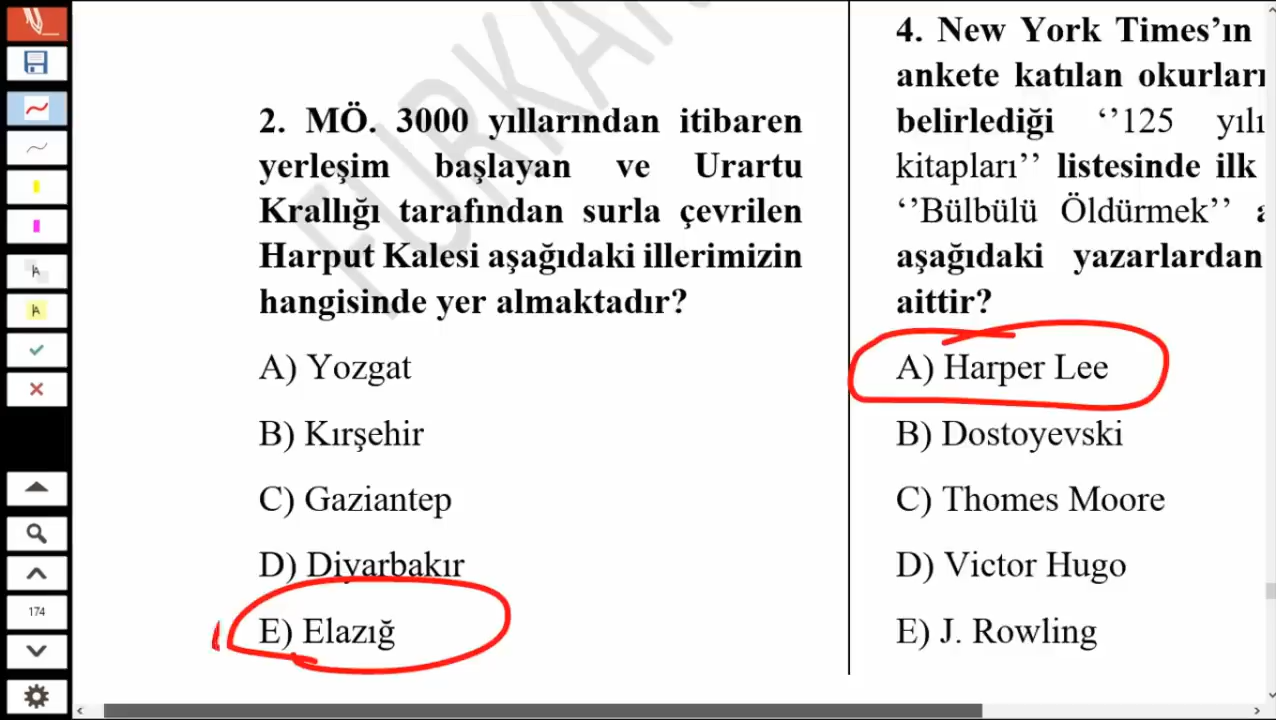 FURKAN
2. MÖ. 3000 yıllarından itibaren
yerleşim başlayan ve Urartu
Krallığı tarafından surla çevrilen
Harput Kalesi aşağıdaki illerimizin
hangisinde yer almaktadır?
A) Yozgat
B) Kırşehir
C) Gaziantep
D) Diyarbakır
E) Elazığ
4. New York Times’ın
ankete katılan okurları
belirlediği ‘’125 yılı
kitapları’’ listesinde ilk
‘’Bülbülü Öldürmek’’
aşağıdaki yazarlardan
aittir?
A) Harper Lee
B) Dostoyevski
C) Thomes Moore
D) Victor Hugo
E) J. Rowling
174